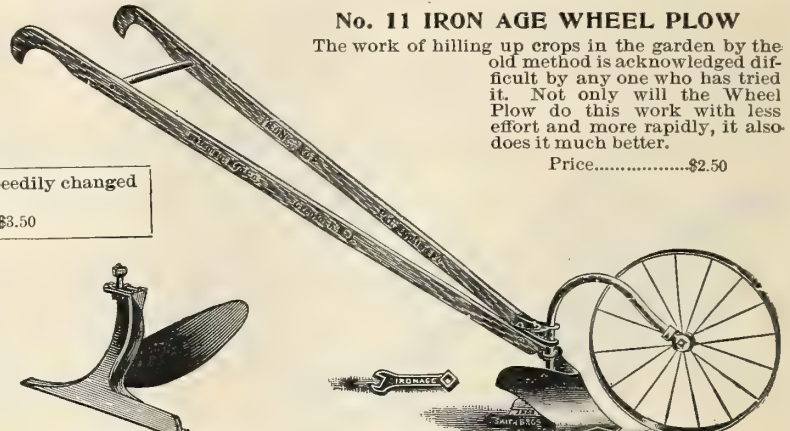 No. 11 IRON AGE WHEEL PLOW
The work of hilling up crops in the garden by the
old method is acknowledged dif-
ficult by any one who has tried
it. Not only will the Wheel
Plow do this work with less
effort and more rapidly, it also
does it much better.
Price..................$2.50
eedily changed
$3.50
IRON AGE